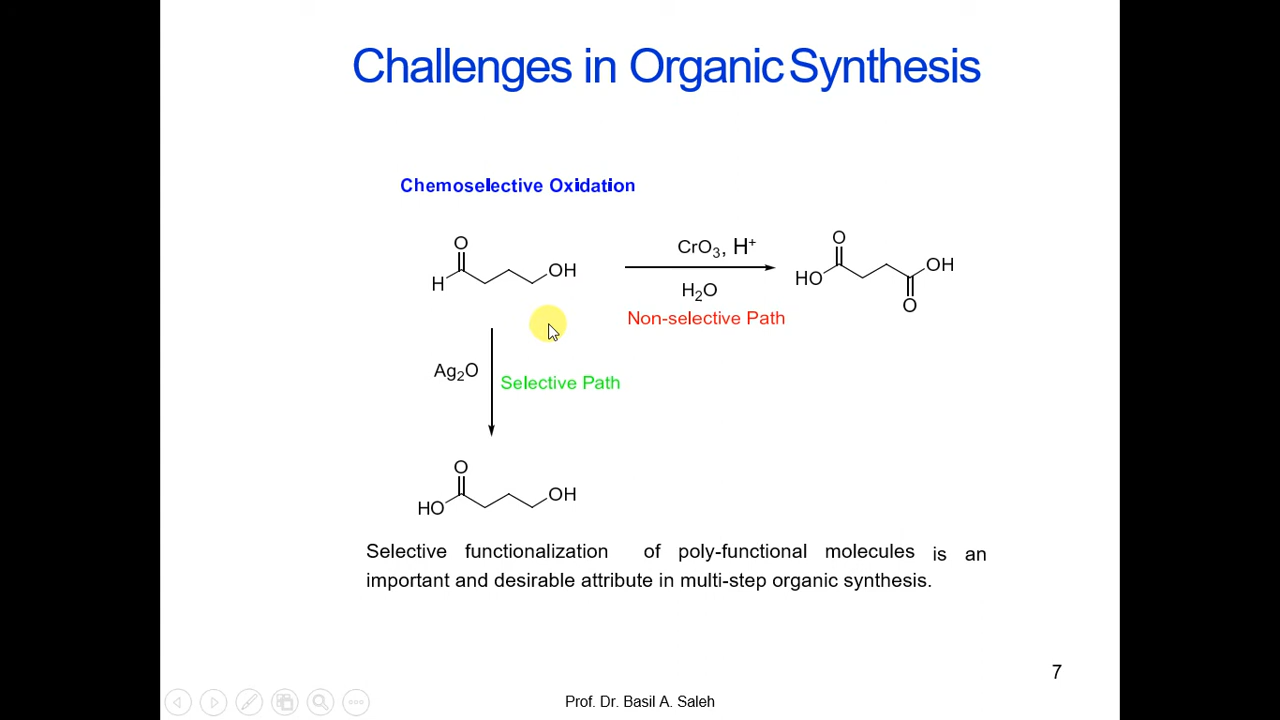 Challenges in Organic Synthesis
Chemoselective Oxidation
O
H
OH
CrO₃, H⁺
H₂O
Non-selective Path
O
HO
OH
O
Ag₂O
Selective Path
O
HO
OH
Selective functionalization of poly-functional molecules is an
important and desirable attribute in multi-step organic synthesis.
7
Prof. Dr. Basil A. Saleh